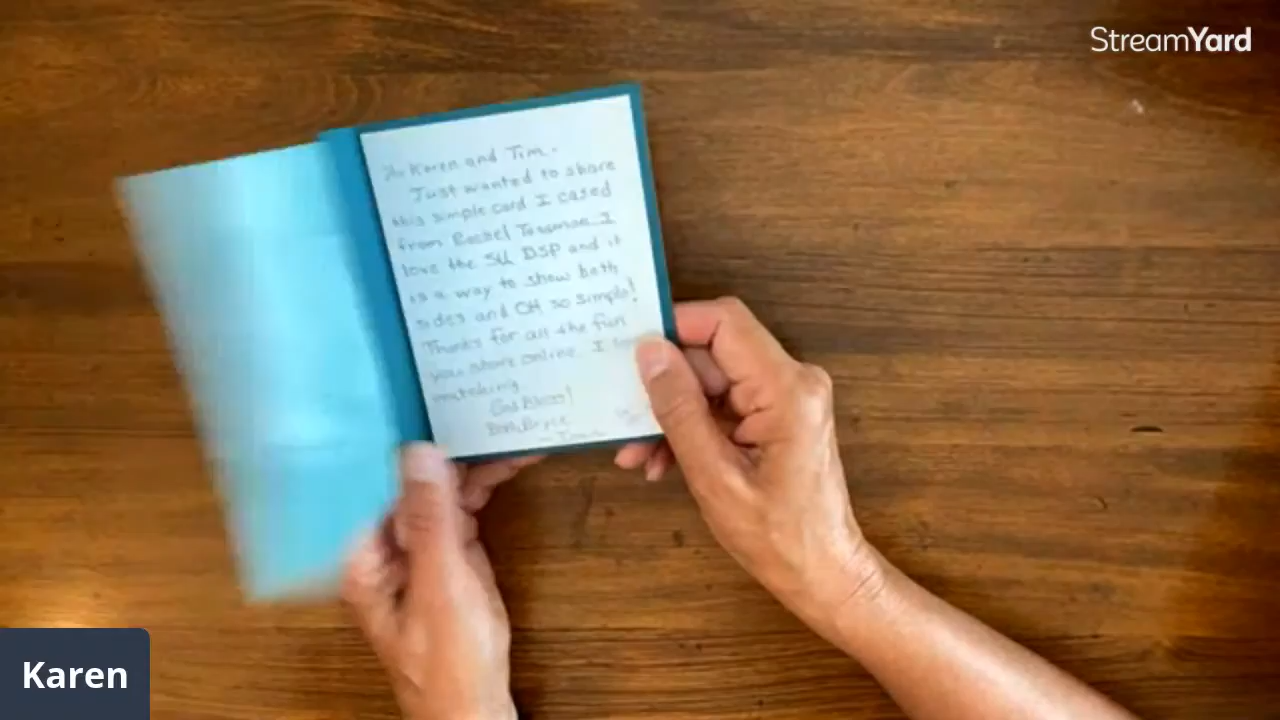 StreamYard
Hi Karen and Tim -
Just wanted to share
this simple card I cased
from Rachel Tessman. I
love the SU DSP and it
is a way to show both
sides and OH so simple!
Thanks for all the fun
you share online. I
watching.
God Bless!
Karen